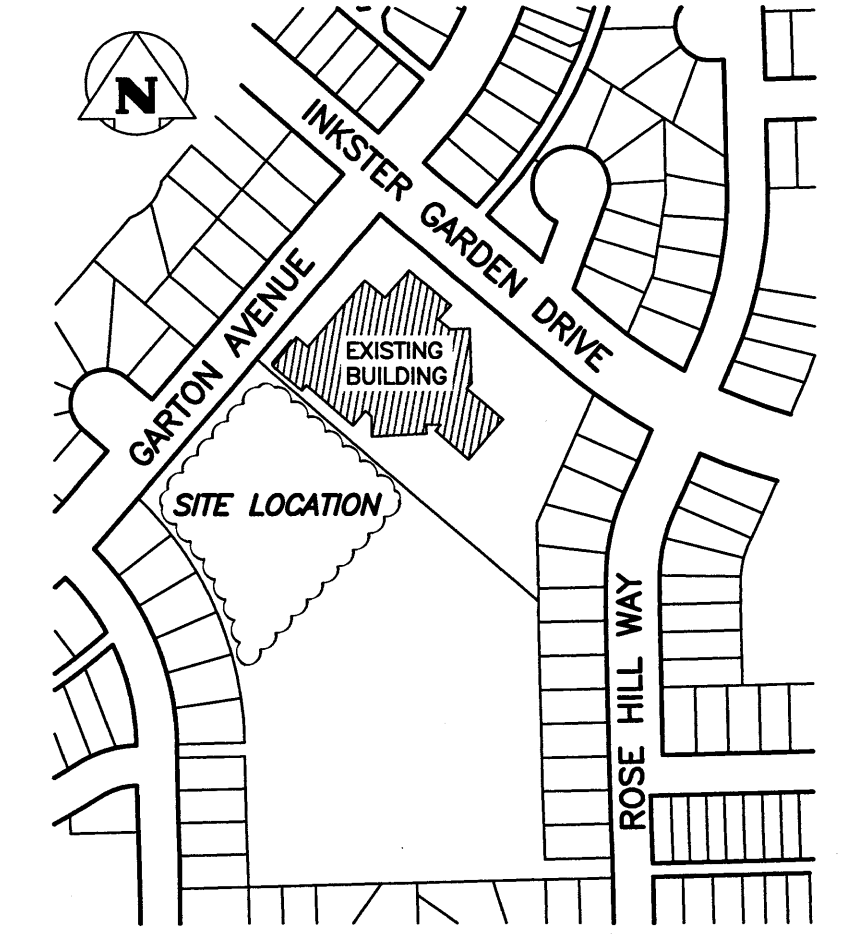 N
INKSTER GARDEN DRIVE
GARTON AVENUE
EXISTING
BUILDING
SITE LOCATION
ROSE HILL WAY